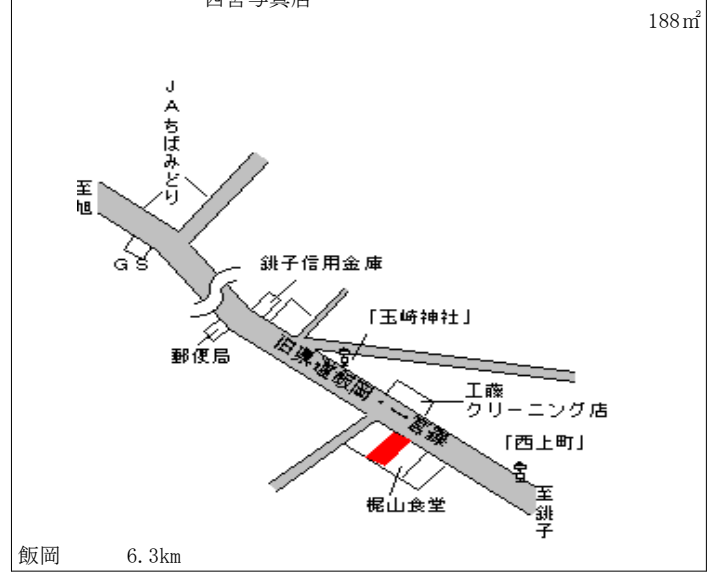 188㎡
JAちばみどり
至旭
GS
銚子信用金庫
「玉崎神社」
郵便局
旧県道飯岡・一宮線
工藤
クリーニング店
「西上町」
梶山食堂
至銚子
飯岡 6.3km